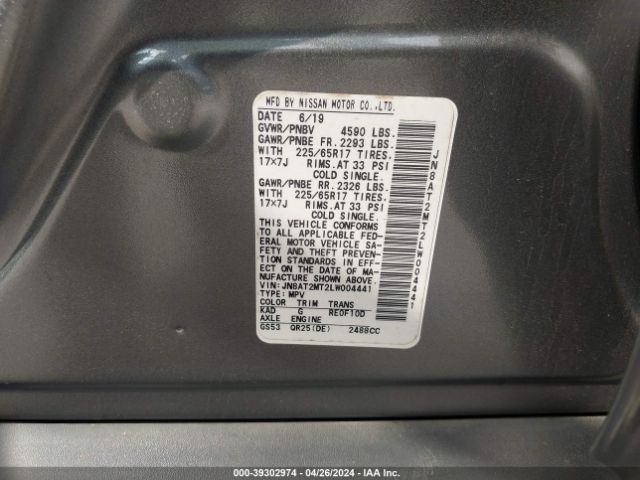 MFD BY NISSAN MOTOR CO.,LTD.
DATE 6/19
GVWR/PNBV 4590 LBS.
GAWR/PNBE FR. 2293 LBS.
WITH 225/65R17 TIRES.
17×7J RIMS.AT 33 PSI
COLD SINGLE.
GAWR/PNBE RR. 2326 LBS.
WITH 225/65R17 TIRES.
17×7J RIMS.AT 33 PSI
COLD SINGLE.
THIS VEHICLE CONFORMS
TO ALL APPLICABLE FED-
ERAL MOTOR VEHICLE SA-
FETY AND THEFT PREVEN-
TION STANDARDS IN EFF-
ECT ON THE DATE OF MA-
NUFACTURE SHOWN ABOVE.
VIN:JN8AT2MT2LW004441
TYPE: MPV
COLOR TRIM TRANS
KAD G RE0F10D
AXLE ENGINE
GS53 QR25(DE) 2488CC
JN8AT2MT2LW004441
000-39302974 - 04/26/2024 - IAA Inc.